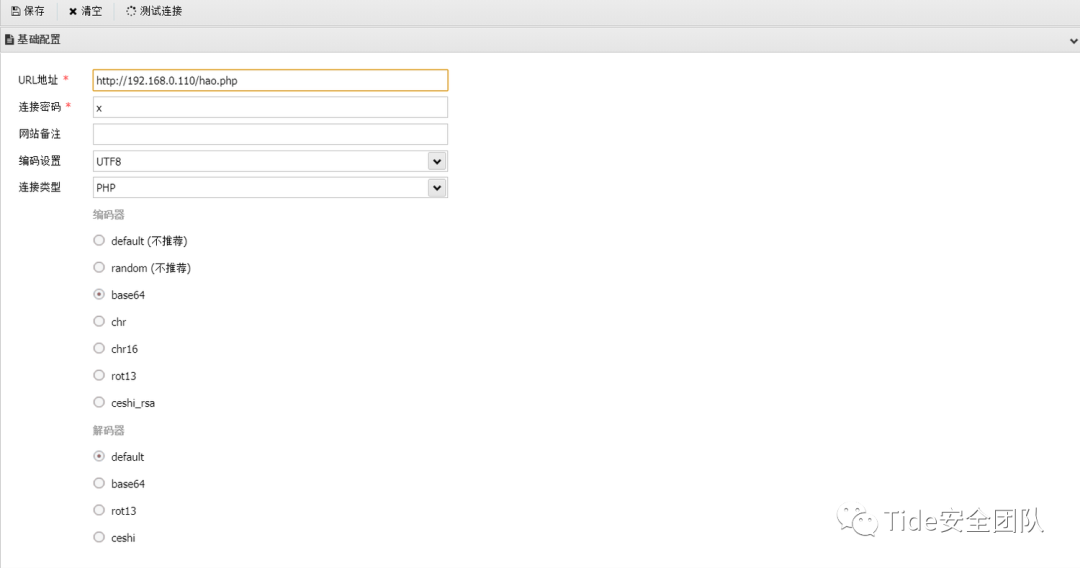 保存 清空 测试连接
基础配置
URL地址 * http://192.168.0.110/hao.php
连接密码 * x
网站备注
编码设置 UTF8
连接类型 PHP
编码器
default (不推荐)
random (不推荐)
base64
chr
chr16
rot13
ceshi_rsa
解码器
default
base64
rot13
ceshi
Tide安全团队